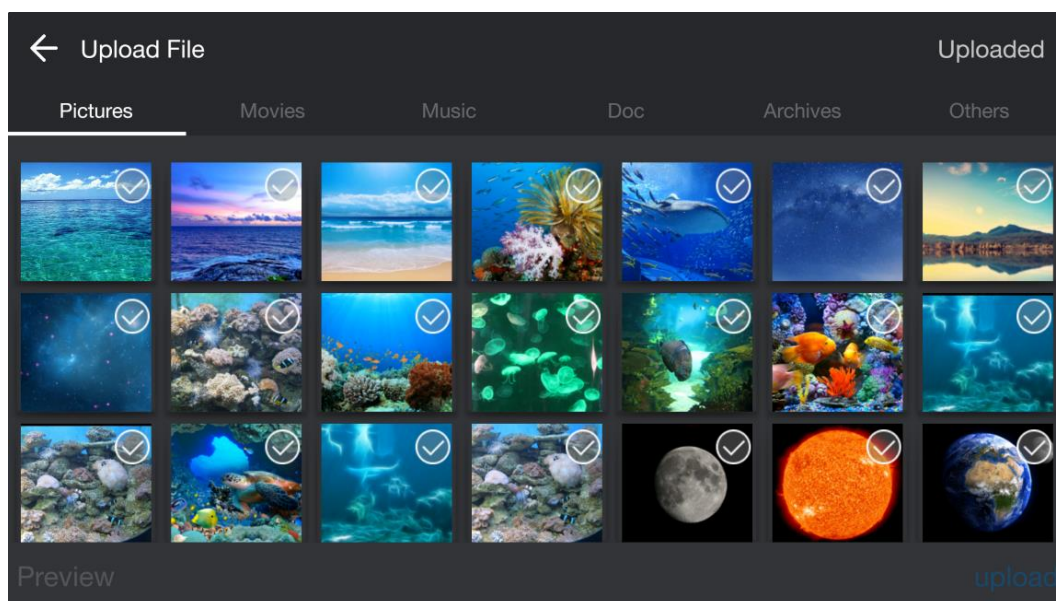 Upload File
Uploaded
Pictures Movies Music Doc Archives Others
Preview
upload